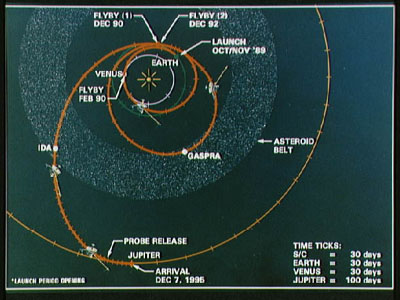 FLYBY (1)
DEC 90
FLYBY (2)
DEC 92
LAUNCH
OCT/NOV '89
EARTH
VENUS
FLYBY
FEB 90
ASTEROID
BELT
IDA
GASPRA
PROBE RELEASE
JUPITER
ARRIVAL
DEC 7, 1995
TIME TICKS:
S/C = 30 days
EARTH = 30 days
VENUS = 30 days
JUPITER = 100 days
*LAUNCH PERIOD OPENING